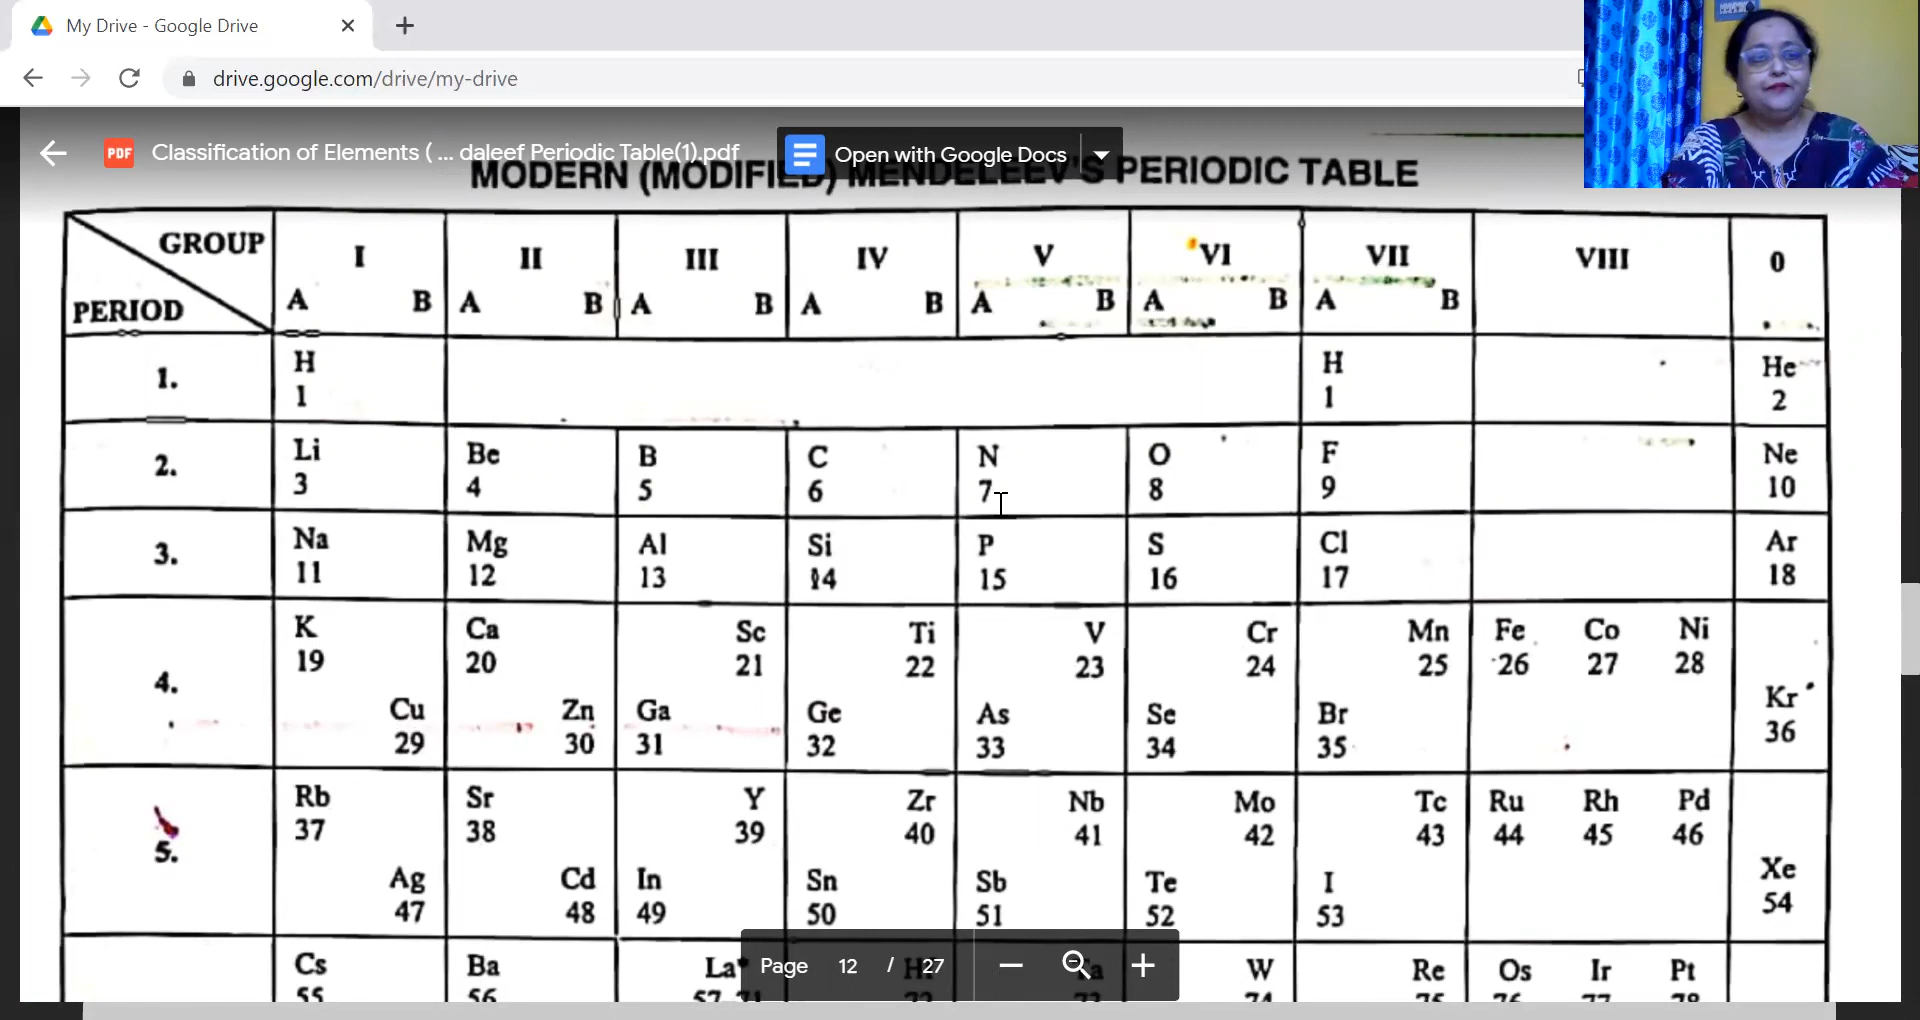 My Drive - Google Drive
drive.google.com/drive/my-drive
PDF Classification of Elements ( ... daleef Periodic Table(1).pdf
Open with Google Docs
MODERN (MODIFIED) MENDELEEV'S PERIODIC TABLE
GROUP I II III IV V VI VII VIII 0
PERIOD A B A B A B A B A B A B A B
1. H H He
1 1 2
2. Li Be B C N O F Ne
3 4 5 6 7 8 9 10
3. Na Mg Al Si P S Cl Ar
11 12 13 14 15 16 17 18
4. K Ca Sc Ti V Cr Mn Fe Co Ni
19 20 21 22 23 24 25 26 27 28
Cu Zn Ga Ge As Se Br Kr
29 30 31 32 33 34 35 36
5. Rb Sr Y Zr Nb Mo Tc Ru Rh Pd
37 38 39 40 41 42 43 44 45 46
Ag Cd In Sn Sb Te I Xe
47 48 49 50 51 52 53 54
Cs Ba La* W Re Os Ir Pt
55 56
Page 12 / 27